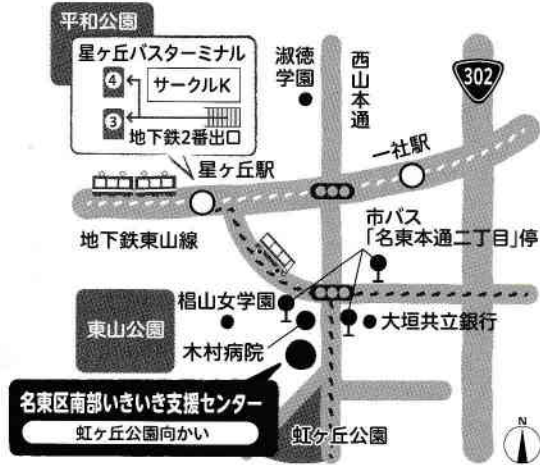 平和公園
星ヶ丘バスターミナル
④
サークルK
③
地下鉄2番出口
星ヶ丘駅
淑徳
学園
西山本通
302
一社駅
地下鉄東山線
市バス
「名東本通二丁目」停
椙山女学園
大垣共立銀行
東山公園
木村病院
名東区南部いきいき支援センター
虹ヶ丘公園向かい
虹ヶ丘公園
N